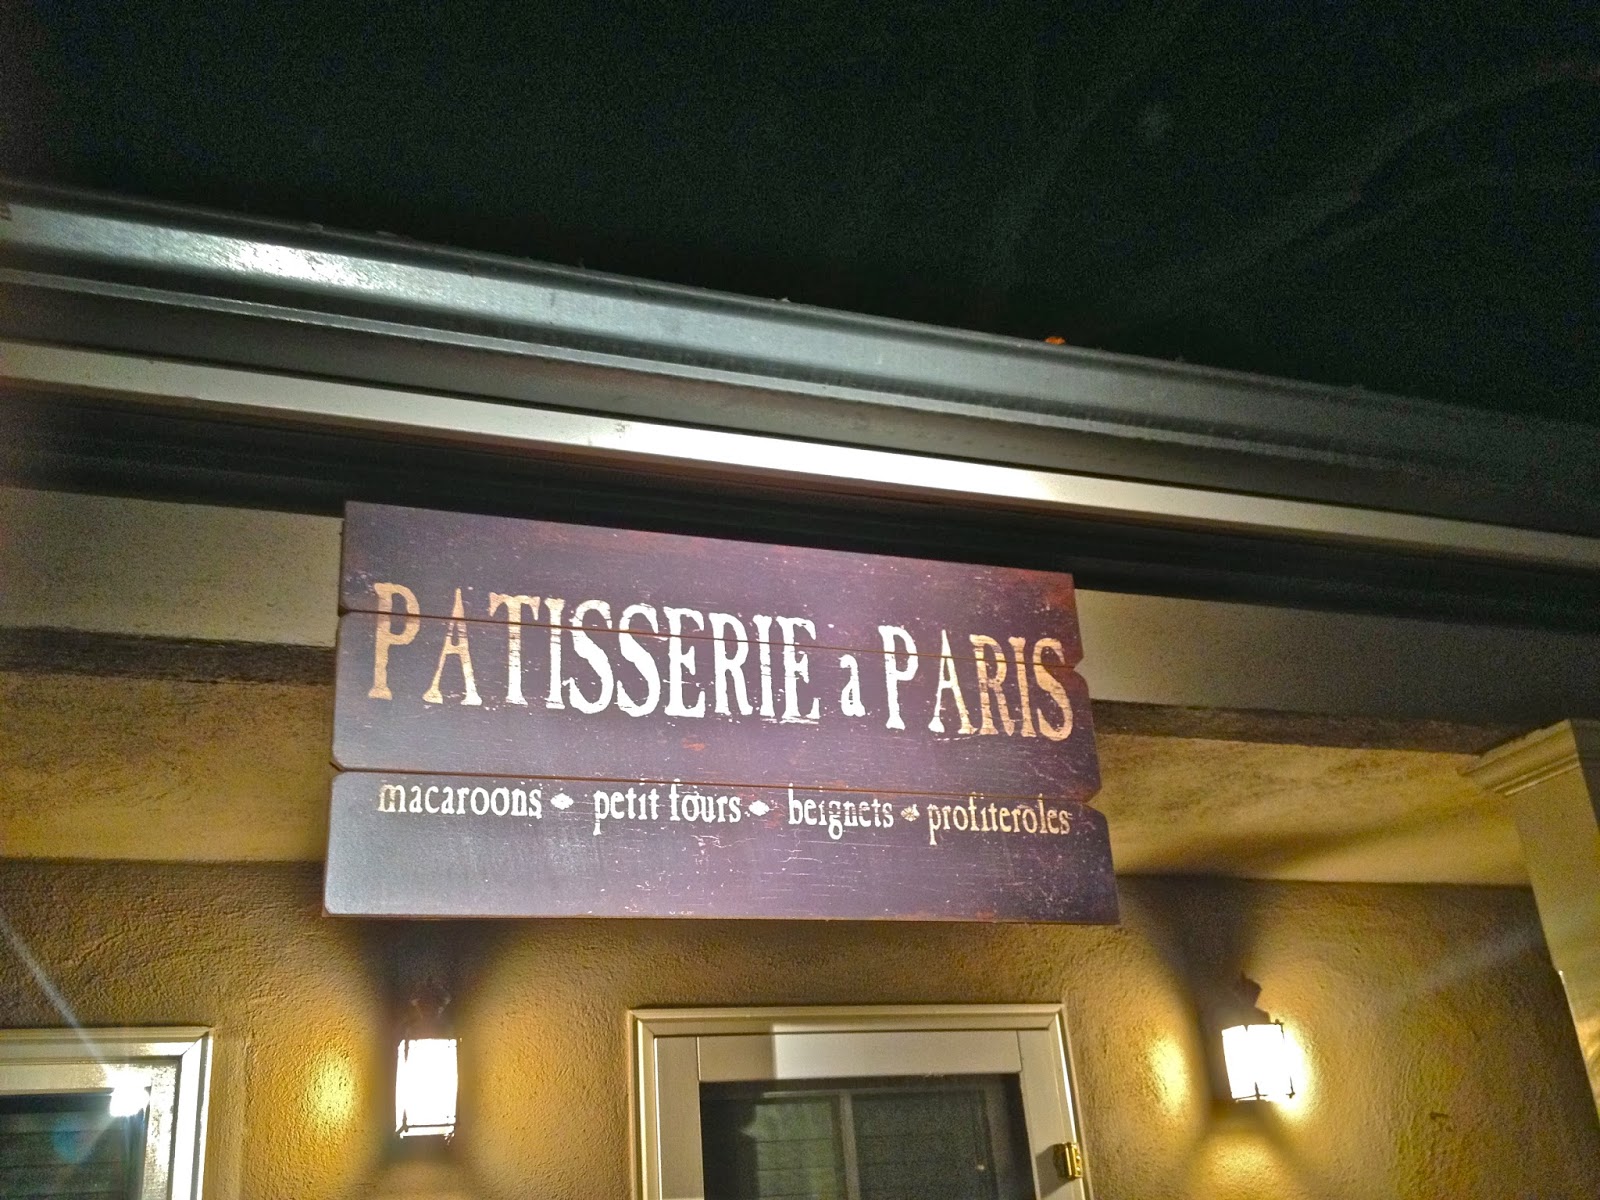 PATISSERIE a PARIS
macaroons ◆ petit fours ◆ beignets ◆ profiteroles